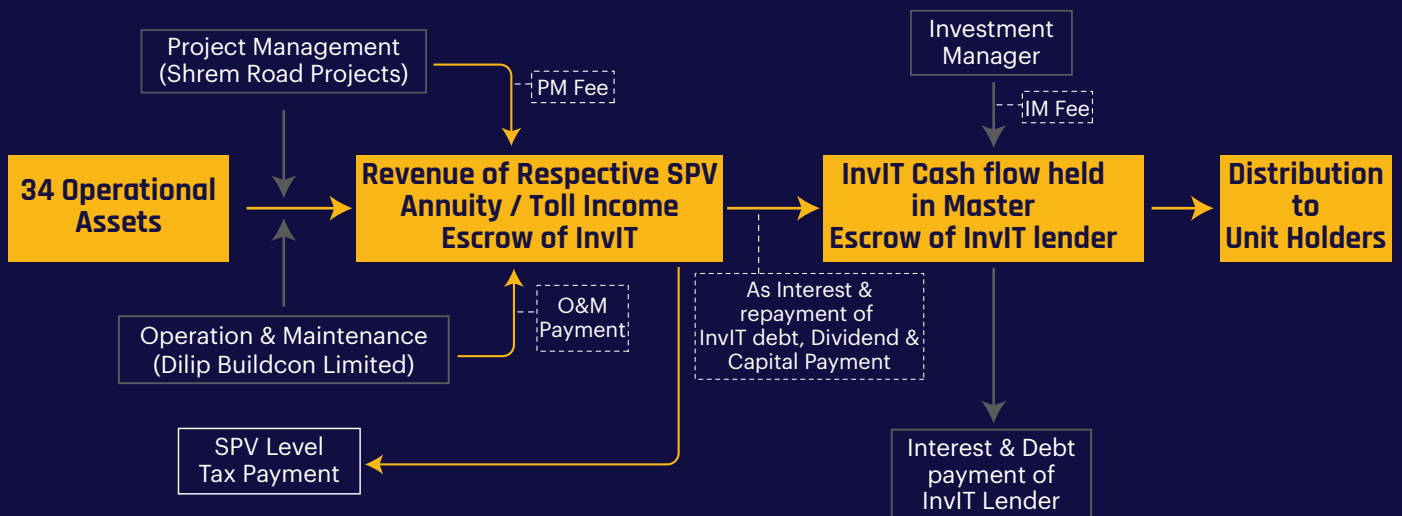 Project Management
(Shrem Road Projects)
PM Fee
Investment
Manager
IM Fee
34 Operational
Assets
Revenue of Respective SPV
Annuity / Toll Income
Escrow of InvIT
InvIT Cash flow held
in Master
Escrow of InvIT lender
Distribution
to
Unit Holders
Operation & Maintenance
(Dilip Buildcon Limited)
O&M
Payment
As Interest &
repayment of
InvIT debt, Dividend &
Capital Payment
SPV Level
Tax Payment
Interest & Debt
payment of
InvIT Lender